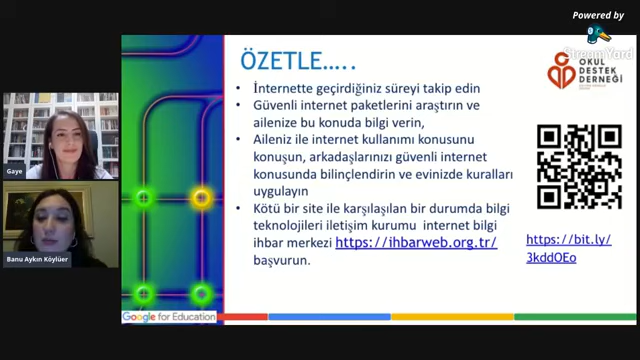 Powered by
StreamYard
ÖZETLE…..
OKUL
DESTEK
DERNEĞİ
• İnternette geçirdiğiniz süreyi takip edin
• Güvenli internet paketlerini araştırın ve
ailenize bu konuda bilgi verin,
• Aileniz ile internet kullanımı konusunu
konuşun, arkadaşlarınızı güvenli internet
konusunda bilinçlendirin ve evinizde kuralları
uygulayın
• Kötü bir site ile karşılaşılan bir durumda bilgi
teknolojileri iletişim kurumu internet bilgi
ihbar merkezi https://ihbarweb.org.tr/
başvurun.
https://bit.ly/
3kddOEo
Gaye
Banu Aykın Köylüer
Google for Education